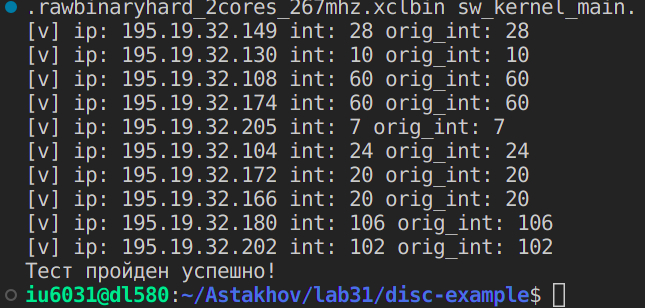 .rawbinaryhard_2cores_267mhz.xclbin sw_kernel_main.
[v] ip: 195.19.32.149 int: 28 orig_int: 28
[v] ip: 195.19.32.130 int: 10 orig_int: 10
[v] ip: 195.19.32.108 int: 60 orig_int: 60
[v] ip: 195.19.32.174 int: 60 orig_int: 60
[v] ip: 195.19.32.205 int: 7 orig_int: 7
[v] ip: 195.19.32.104 int: 24 orig_int: 24
[v] ip: 195.19.32.172 int: 20 orig_int: 20
[v] ip: 195.19.32.166 int: 20 orig_int: 20
[v] ip: 195.19.32.180 int: 106 orig_int: 106
[v] ip: 195.19.32.202 int: 102 orig_int: 102
Тест пройден успешно!
iu6031@dl580:~/Astakhov/lab31/disc-example$